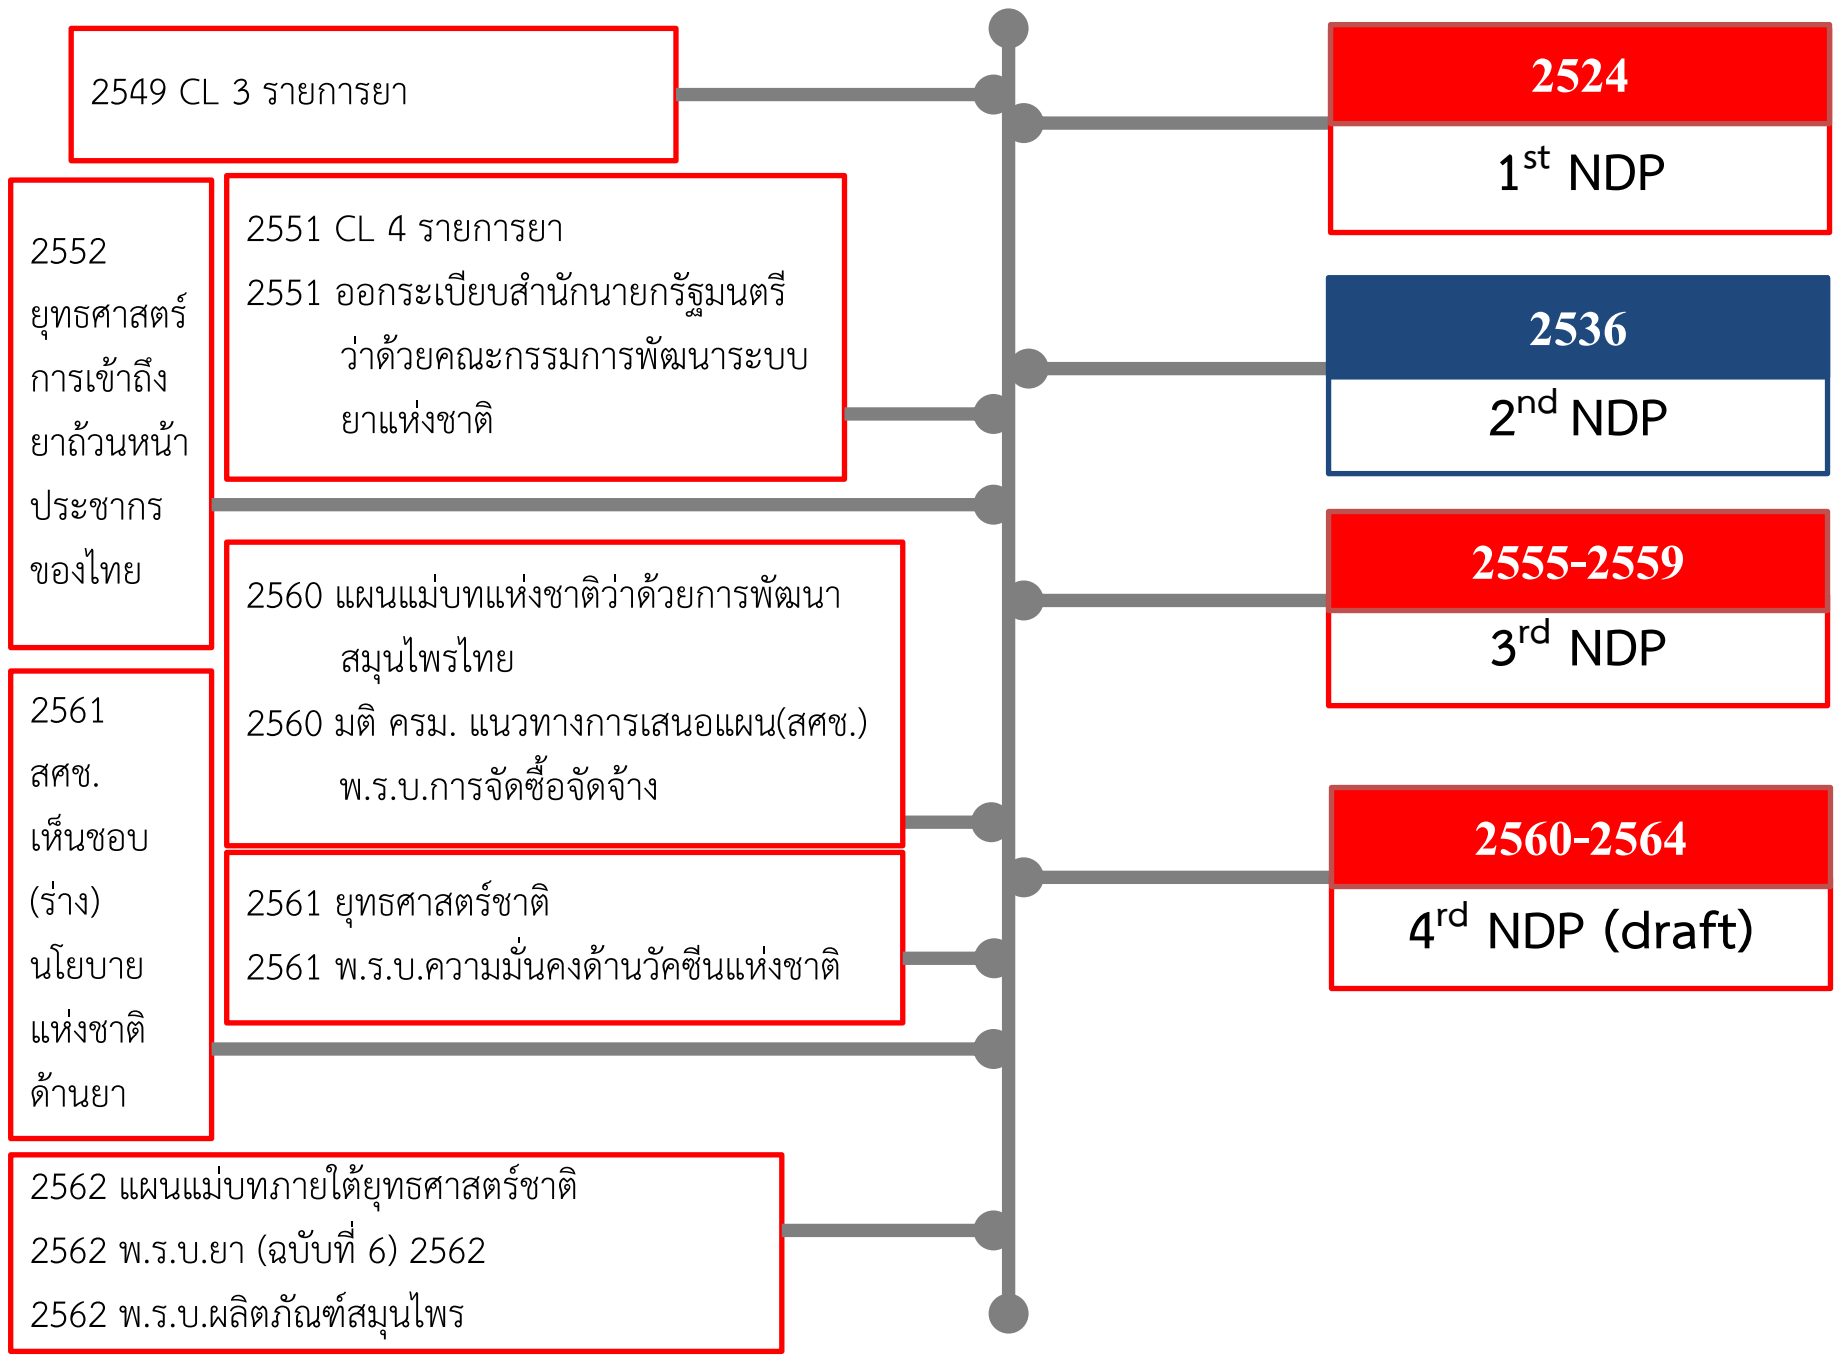 2549 CL 3 รายการยา
2552
ยุทธศาสตร์
การเข้าถึง
ยาถ้วนหน้า
ประชากร
ของไทย
2551 CL 4 รายการยา
2551 ออกระเบียบสำนักนายกรัฐมนตรี
ว่าด้วยคณะกรรมการพัฒนาระบบ
ยาแห่งชาติ
2560 แผนแม่บทแห่งชาติว่าด้วยการพัฒนา
สมุนไพรไทย
2560 มติ ครม. แนวทางการเสนอแผน(สศช.)
พ.ร.บ.การจัดซื้อจัดจ้าง
2561
สศช.
เห็นชอบ
(ร่าง)
นโยบาย
แห่งชาติ
ด้านยา
2561 ยุทธศาสตร์ชาติ
2561 พ.ร.บ.ความมั่นคงด้านวัคซีนแห่งชาติ
2562 แผนแม่บทภายใต้ยุทธศาสตร์ชาติ
2562 พ.ร.บ.ยา (ฉบับที่ 6) 2562
2562 พ.ร.บ.ผลิตภัณฑ์สมุนไพร
2524
1st NDP
2536
2nd NDP
2555-2559
3rd NDP
2560-2564
4rd NDP (draft)